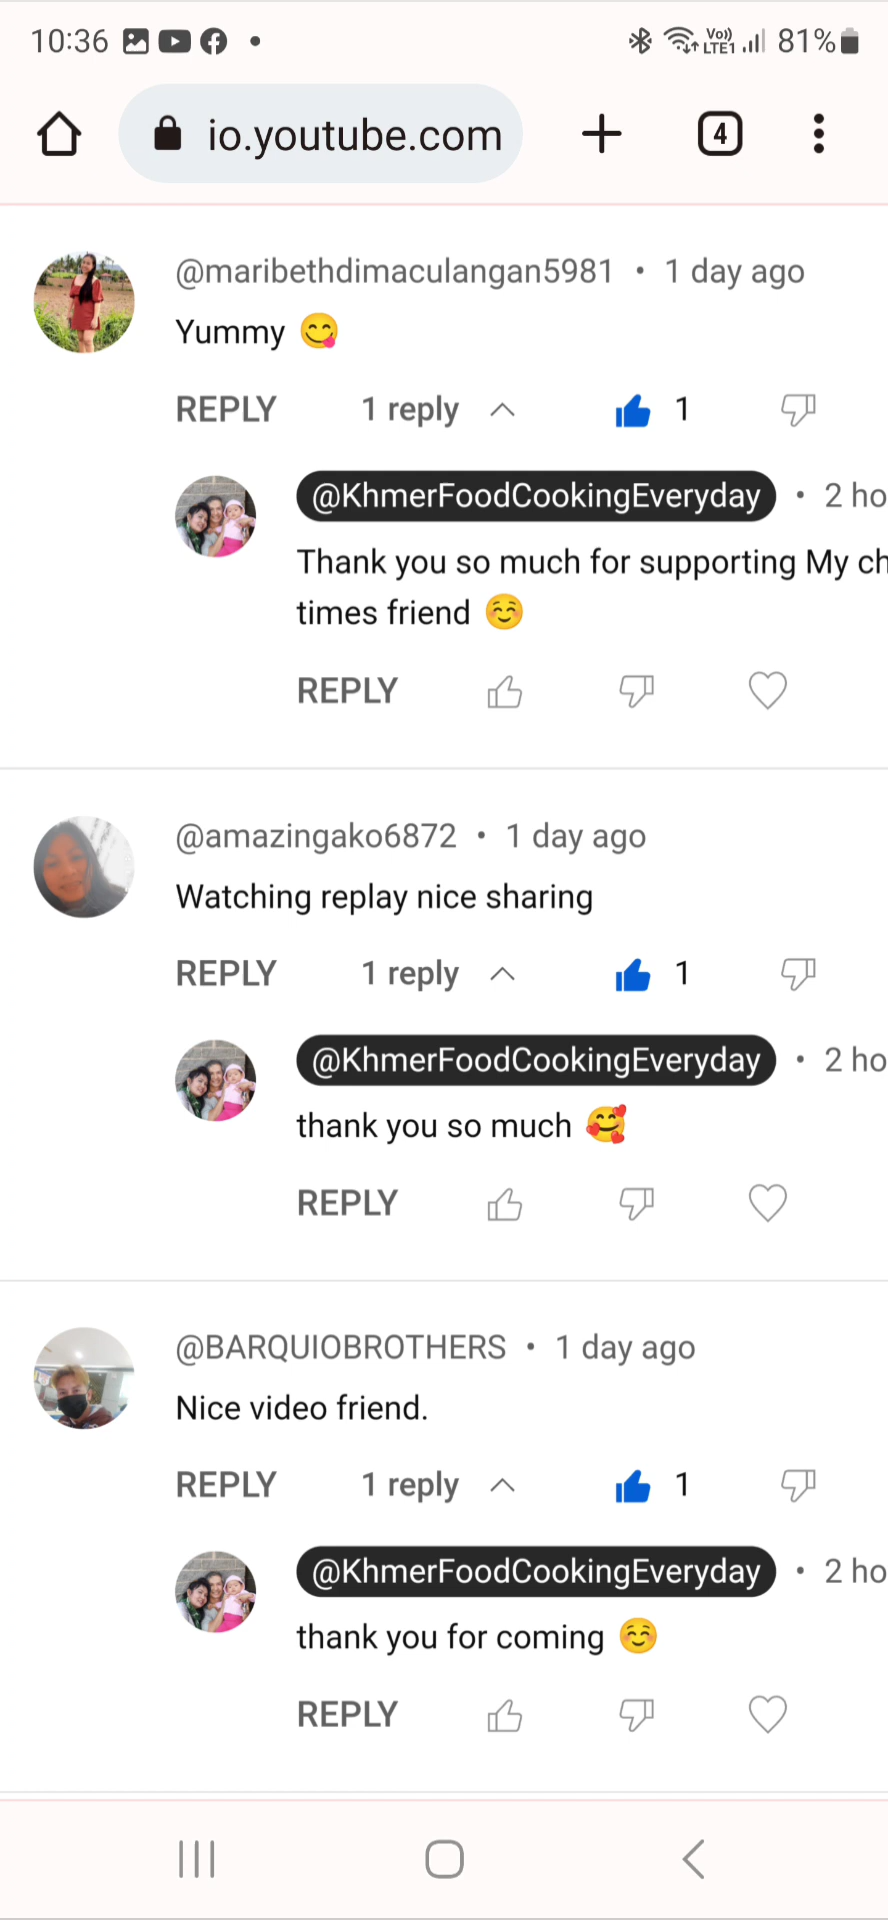 10:36
Vo)) LTE1 81%
io.youtube.com
4
@maribethdimaculangan5981 • 1 day ago
Yummy 😋
REPLY 1 reply 1
@KhmerFoodCookingEveryday • 2 ho
Thank you so much for supporting My ch
times friend ☺️
REPLY
@amazingako6872 • 1 day ago
Watching replay nice sharing
REPLY 1 reply 1
@KhmerFoodCookingEveryday • 2 ho
thank you so much 🥰
REPLY
@BARQUIOBROTHERS • 1 day ago
Nice video friend.
REPLY 1 reply 1
@KhmerFoodCookingEveryday • 2 ho
thank you for coming ☺️
REPLY